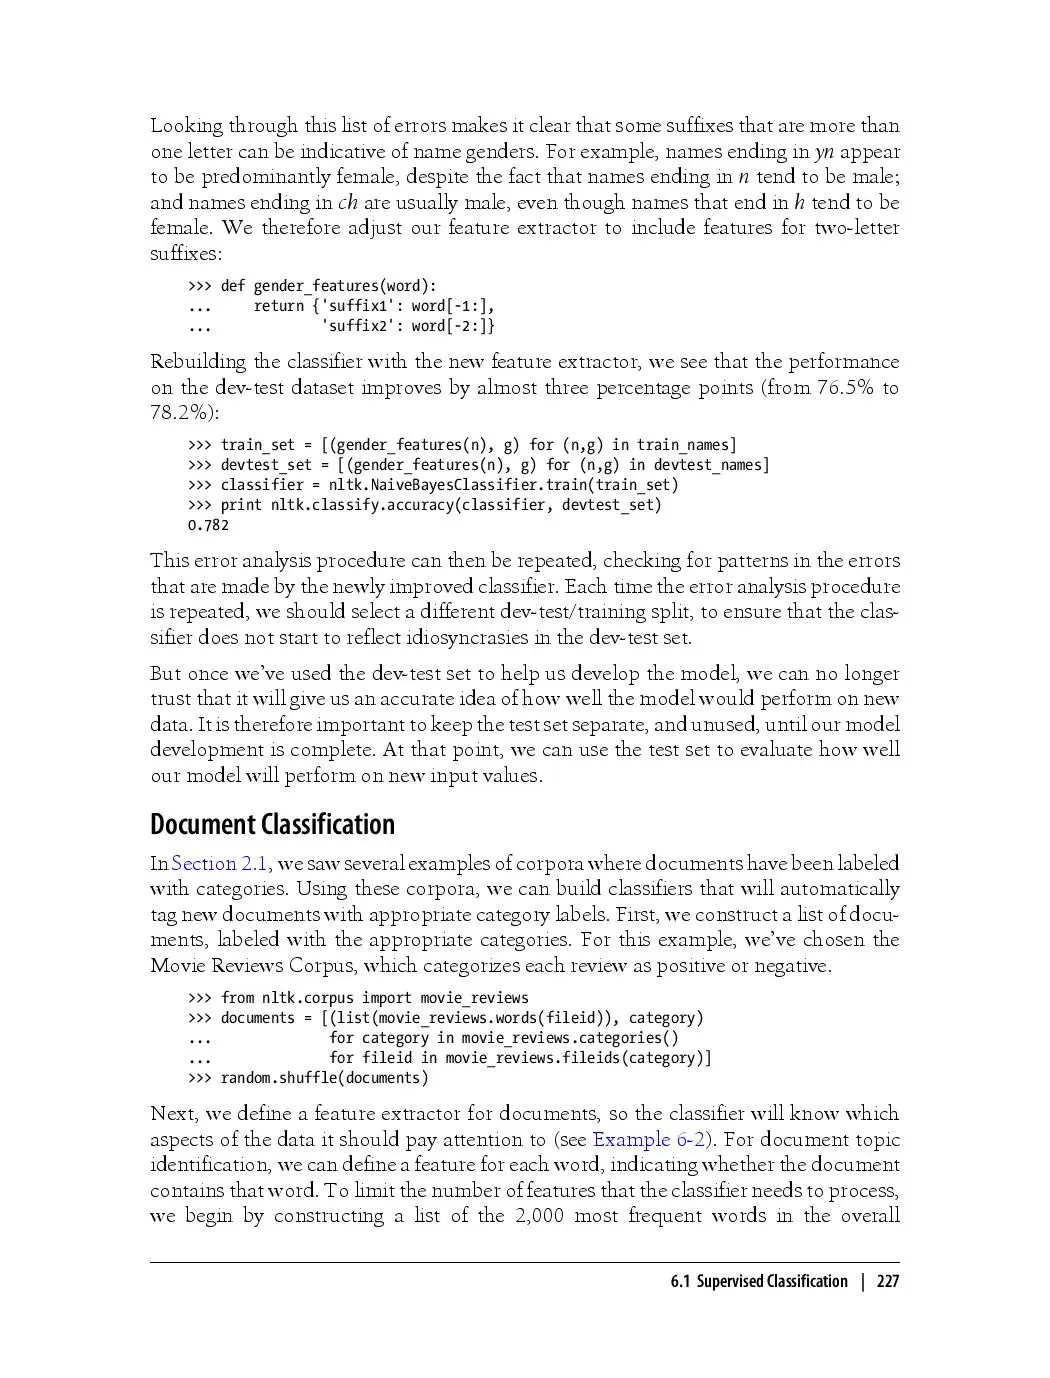 Looking through this list of errors makes it clear that some suffixes that are more than
one letter can be indicative of name genders. For example, names ending in yn appear
to be predominantly female, despite the fact that names ending in n tend to be male;
and names ending in ch are usually male, even though names that end in h tend to be
female. We therefore adjust our feature extractor to include features for two-letter
suffixes:
>>> def gender_features(word):
...     return {'suffix1': word[-1:],
...             'suffix2': word[-2:]}
Rebuilding the classifier with the new feature extractor, we see that the performance
on the dev-test dataset improves by almost three percentage points (from 76.5% to
78.2%):
>>> train_set = [(gender_features(n), g) for (n,g) in train_names]
>>> devtest_set = [(gender_features(n), g) for (n,g) in devtest_names]
>>> classifier = nltk.NaiveBayesClassifier.train(train_set)
>>> print nltk.classify.accuracy(classifier, devtest_set)
0.782
This error analysis procedure can then be repeated, checking for patterns in the errors
that are made by the newly improved classifier. Each time the error analysis procedure
is repeated, we should select a different dev-test/training split, to ensure that the clas-
sifier does not start to reflect idiosyncrasies in the dev-test set.
But once we’ve used the dev-test set to help us develop the model, we can no longer
trust that it will give us an accurate idea of how well the model would perform on new
data. It is therefore important to keep the test set separate, and unused, until our model
development is complete. At that point, we can use the test set to evaluate how well
our model will perform on new input values.
Document Classification
In Section 2.1, we saw several examples of corpora where documents have been labeled
with categories. Using these corpora, we can build classifiers that will automatically
tag new documents with appropriate category labels. First, we construct a list of docu-
ments, labeled with the appropriate categories. For this example, we’ve chosen the
Movie Reviews Corpus, which categorizes each review as positive or negative.
>>> from nltk.corpus import movie_reviews
>>> documents = [(list(movie_reviews.words(fileid)), category)
...              for category in movie_reviews.categories()
...              for fileid in movie_reviews.fileids(category)]
>>> random.shuffle(documents)
Next, we define a feature extractor for documents, so the classifier will know which
aspects of the data it should pay attention to (see Example 6-2). For document topic
identification, we can define a feature for each word, indicating whether the document
contains that word. To limit the number of features that the classifier needs to process,
we begin by constructing a list of the 2,000 most frequent words in the overall
6.1 Supervised Classification | 227